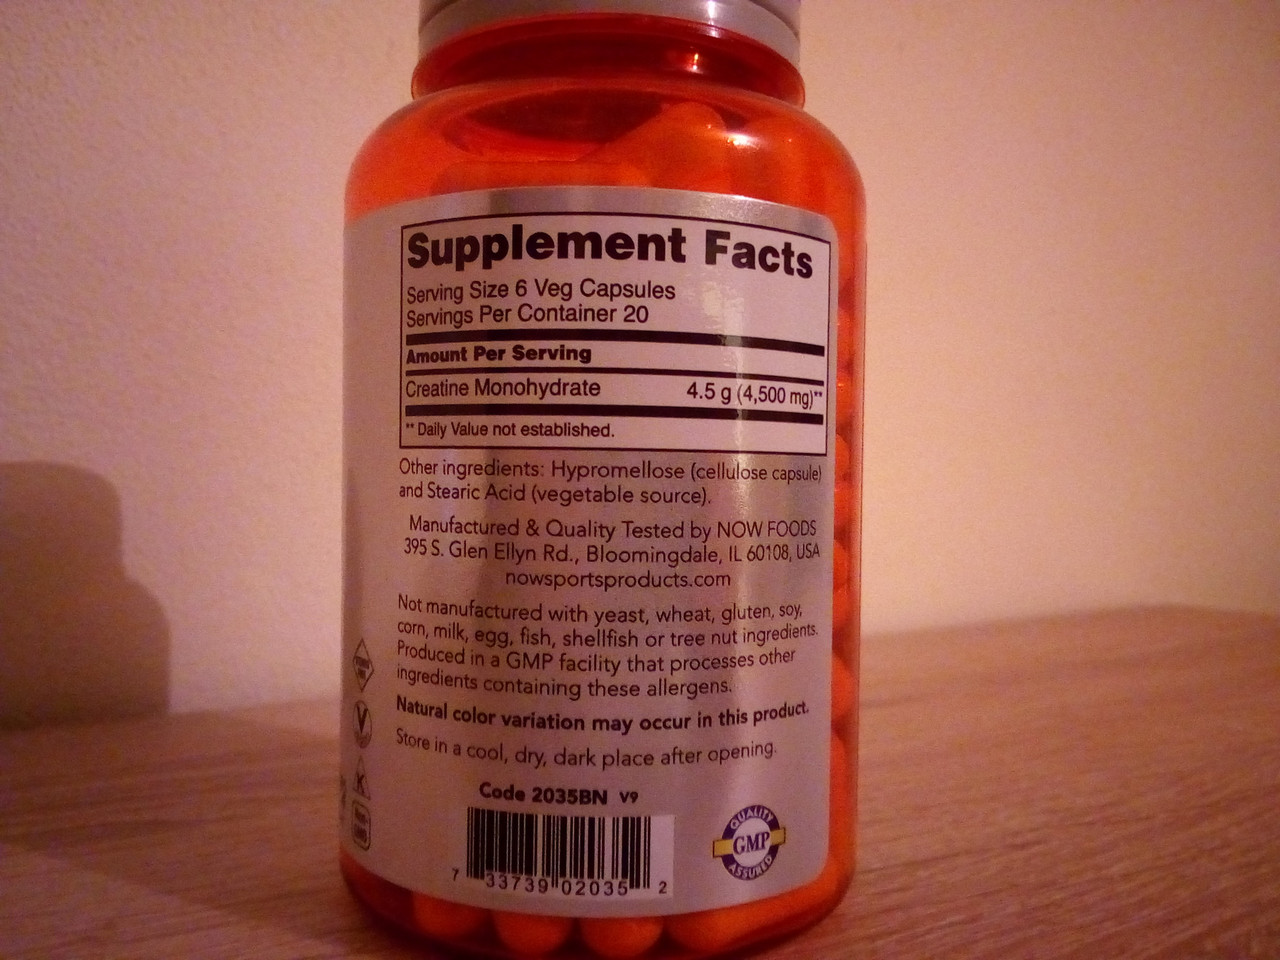 Supplement Facts
Serving Size 6 Veg Capsules
Servings Per Container 20
Amount Per Serving
Creatine Monohydrate 4.5 g (4,500 mg)**
** Daily Value not established.
Other ingredients: Hypromellose (cellulose capsule)
and Stearic Acid (vegetable source).
Manufactured & Quality Tested by NOW FOODS
395 S. Glen Ellyn Rd., Bloomingdale, IL 60108, USA
nowsportsproducts.com
Not manufactured with yeast, wheat, gluten, soy,
corn, milk, egg, fish, shellfish or tree nut ingredients.
Produced in a GMP facility that processes other
ingredients containing these allergens.
Natural color variation may occur in this product.
Store in a cool, dry, dark place after opening.
Code 2035BN V9
7 33739 02035 2
QUALITY
GMP
ASSURED
V
K